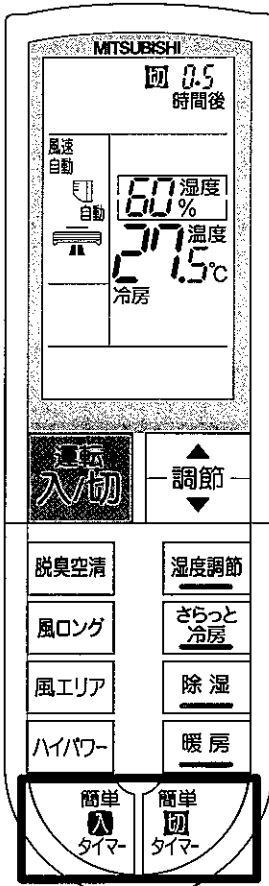 MITSUBISHI
切 0.5
時間後
風速
自動
自動
60 湿度
%
27.5℃ 温度
冷房
運転
入/切
▲
調節
▼
脱臭空清
湿度調節
風ロング
さらっと
冷房
風エリア
除湿
ハイパワー
暖房
簡単
入
タイマー
簡単
切
タイマー